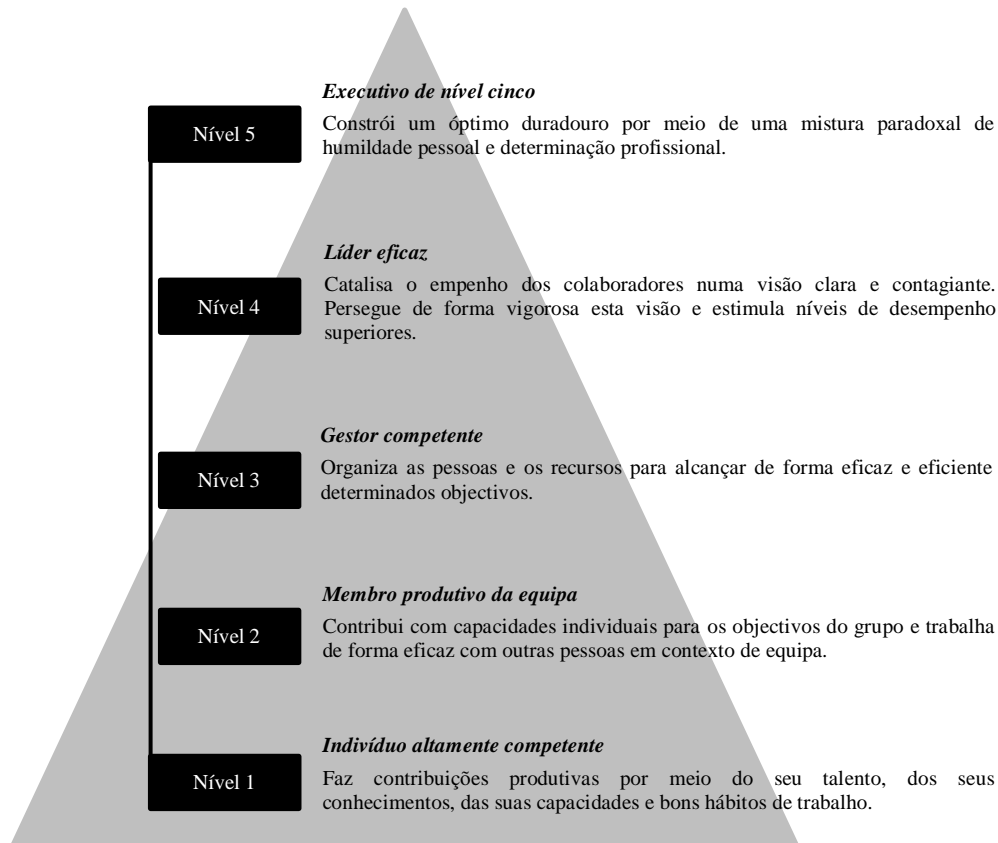 Executivo de nível cinco
Nível 5
Constrói um óptimo duradouro por meio de uma mistura paradoxal de
humildade pessoal e determinação profissional.
Líder eficaz
Nível 4
Catalisa o empenho dos colaboradores numa visão clara e contagiante.
Persegue de forma vigorosa esta visão e estimula níveis de desempenho
superiores.
Gestor competente
Nível 3
Organiza as pessoas e os recursos para alcançar de forma eficaz e eficiente
determinados objectivos.
Membro produtivo da equipa
Nível 2
Contribui com capacidades individuais para os objectivos do grupo e trabalha
de forma eficaz com outras pessoas em contexto de equipa.
Indivíduo altamente competente
Nível 1
Faz contribuições produtivas por meio do seu talento, dos seus
conhecimentos, das suas capacidades e bons hábitos de trabalho.